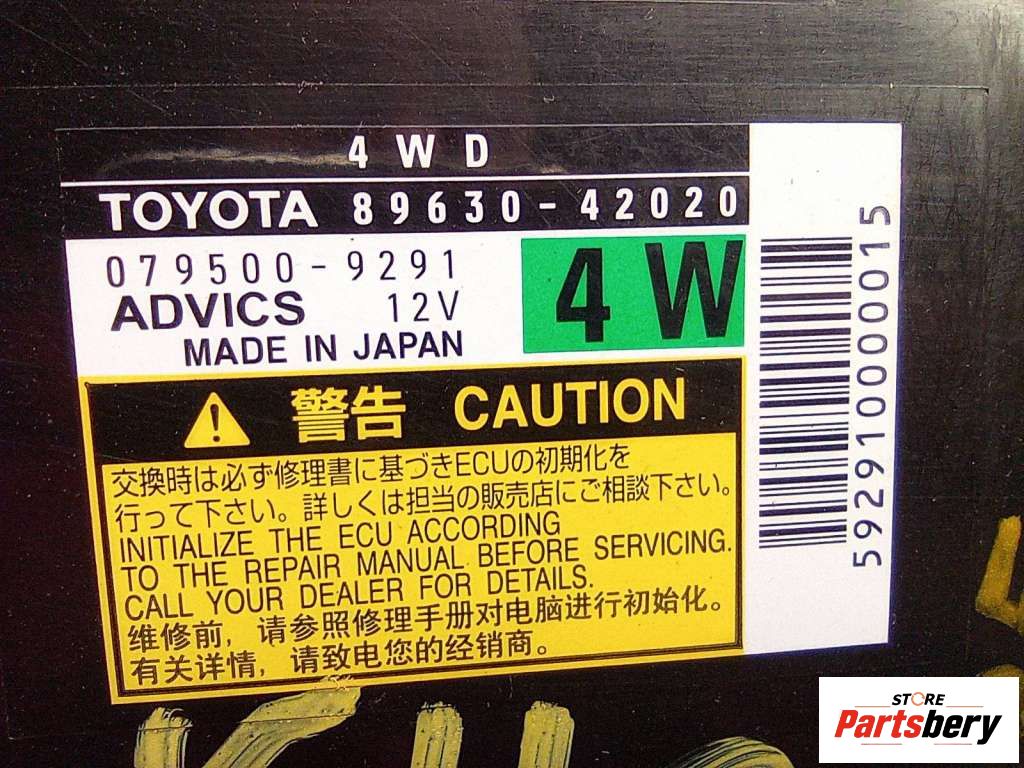 4WD
TOYOTA 89630-42020
079500-9291
ADVICS 12V
4W
MADE IN JAPAN
592910000015
警告 CAUTION
交換時は必ず修理書に基づきECUの初期化を
行って下さい。詳しくは担当の販売店にご相談下さい。
INITIALIZE THE ECU ACCORDING
TO THE REPAIR MANUAL BEFORE SERVICING.
CALL YOUR DEALER FOR DETAILS.
维修前，请参照修理手册对电脑进行初始化。
有关详情，请致电您的经销商。
STORE
Partsbery